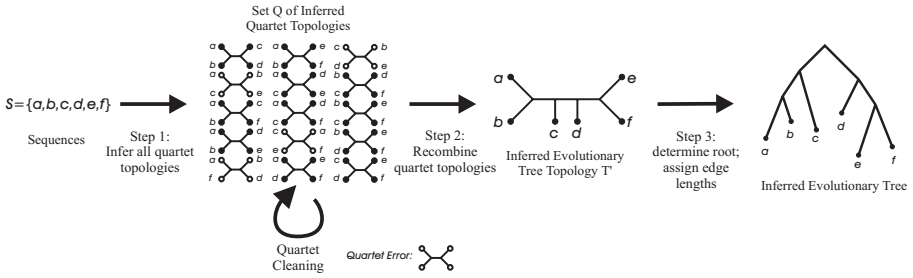 Set Q of Inferred
Quartet Topologies
a c a e c b
b d b f d e
S={a,b,c,d,e,f}
Sequences
Step 1:
Infer all quartet
topologies
Quartet
Cleaning
Quartet Error:
Step 2:
Recombine
quartet topologies
a e
b c d f
Inferred Evolutionary
Tree Topology T'
Step 3:
determine root;
assign edge
lengths
a b c d e f
Inferred Evolutionary Tree